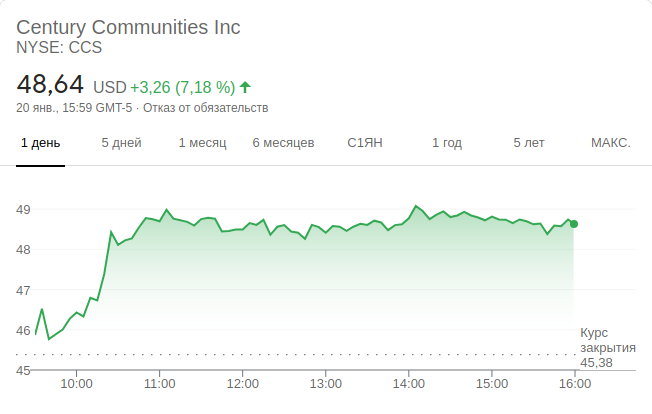 Century Communities Inc
NYSE: CCS
48,64 USD +3,26 (7,18 %)
20 янв., 15:59 GMT-5 · Отказ от обязательств
1 день 5 дней 1 месяц 6 месяцев С1ЯН 1 год 5 лет МАКС.
49
48
47
46
45
Курс
закрытия
45,38
10:00 11:00 12:00 13:00 14:00 15:00 16:00